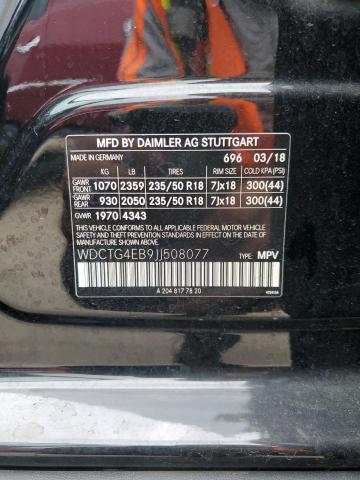 MFD BY DAIMLER AG STUTTGART
MADE IN GERMANY 696 03/18
GAWR FRONT KG LB TIRES RIM SIZE COLD KPA (PSI)
1070 2359 235/50 R 18 7Jx18 300(44)
GAWR REAR 930 2050 235/50 R 18 7Jx18 300(44)
GVWR 1970 4343
THIS VEHICLE CONFORMS TO ALL APPLICABLE
FEDERAL MOTOR VEHICLE SAFETY, BUMPER,
AND THEFT PREVENTION STANDARDS IN EFFECT
ON THE DATE OF MANUFACTURE SHOWN ABOVE.
WDCTG4EB9JJ508077 TYPE: MPV
A 204 817 78 20